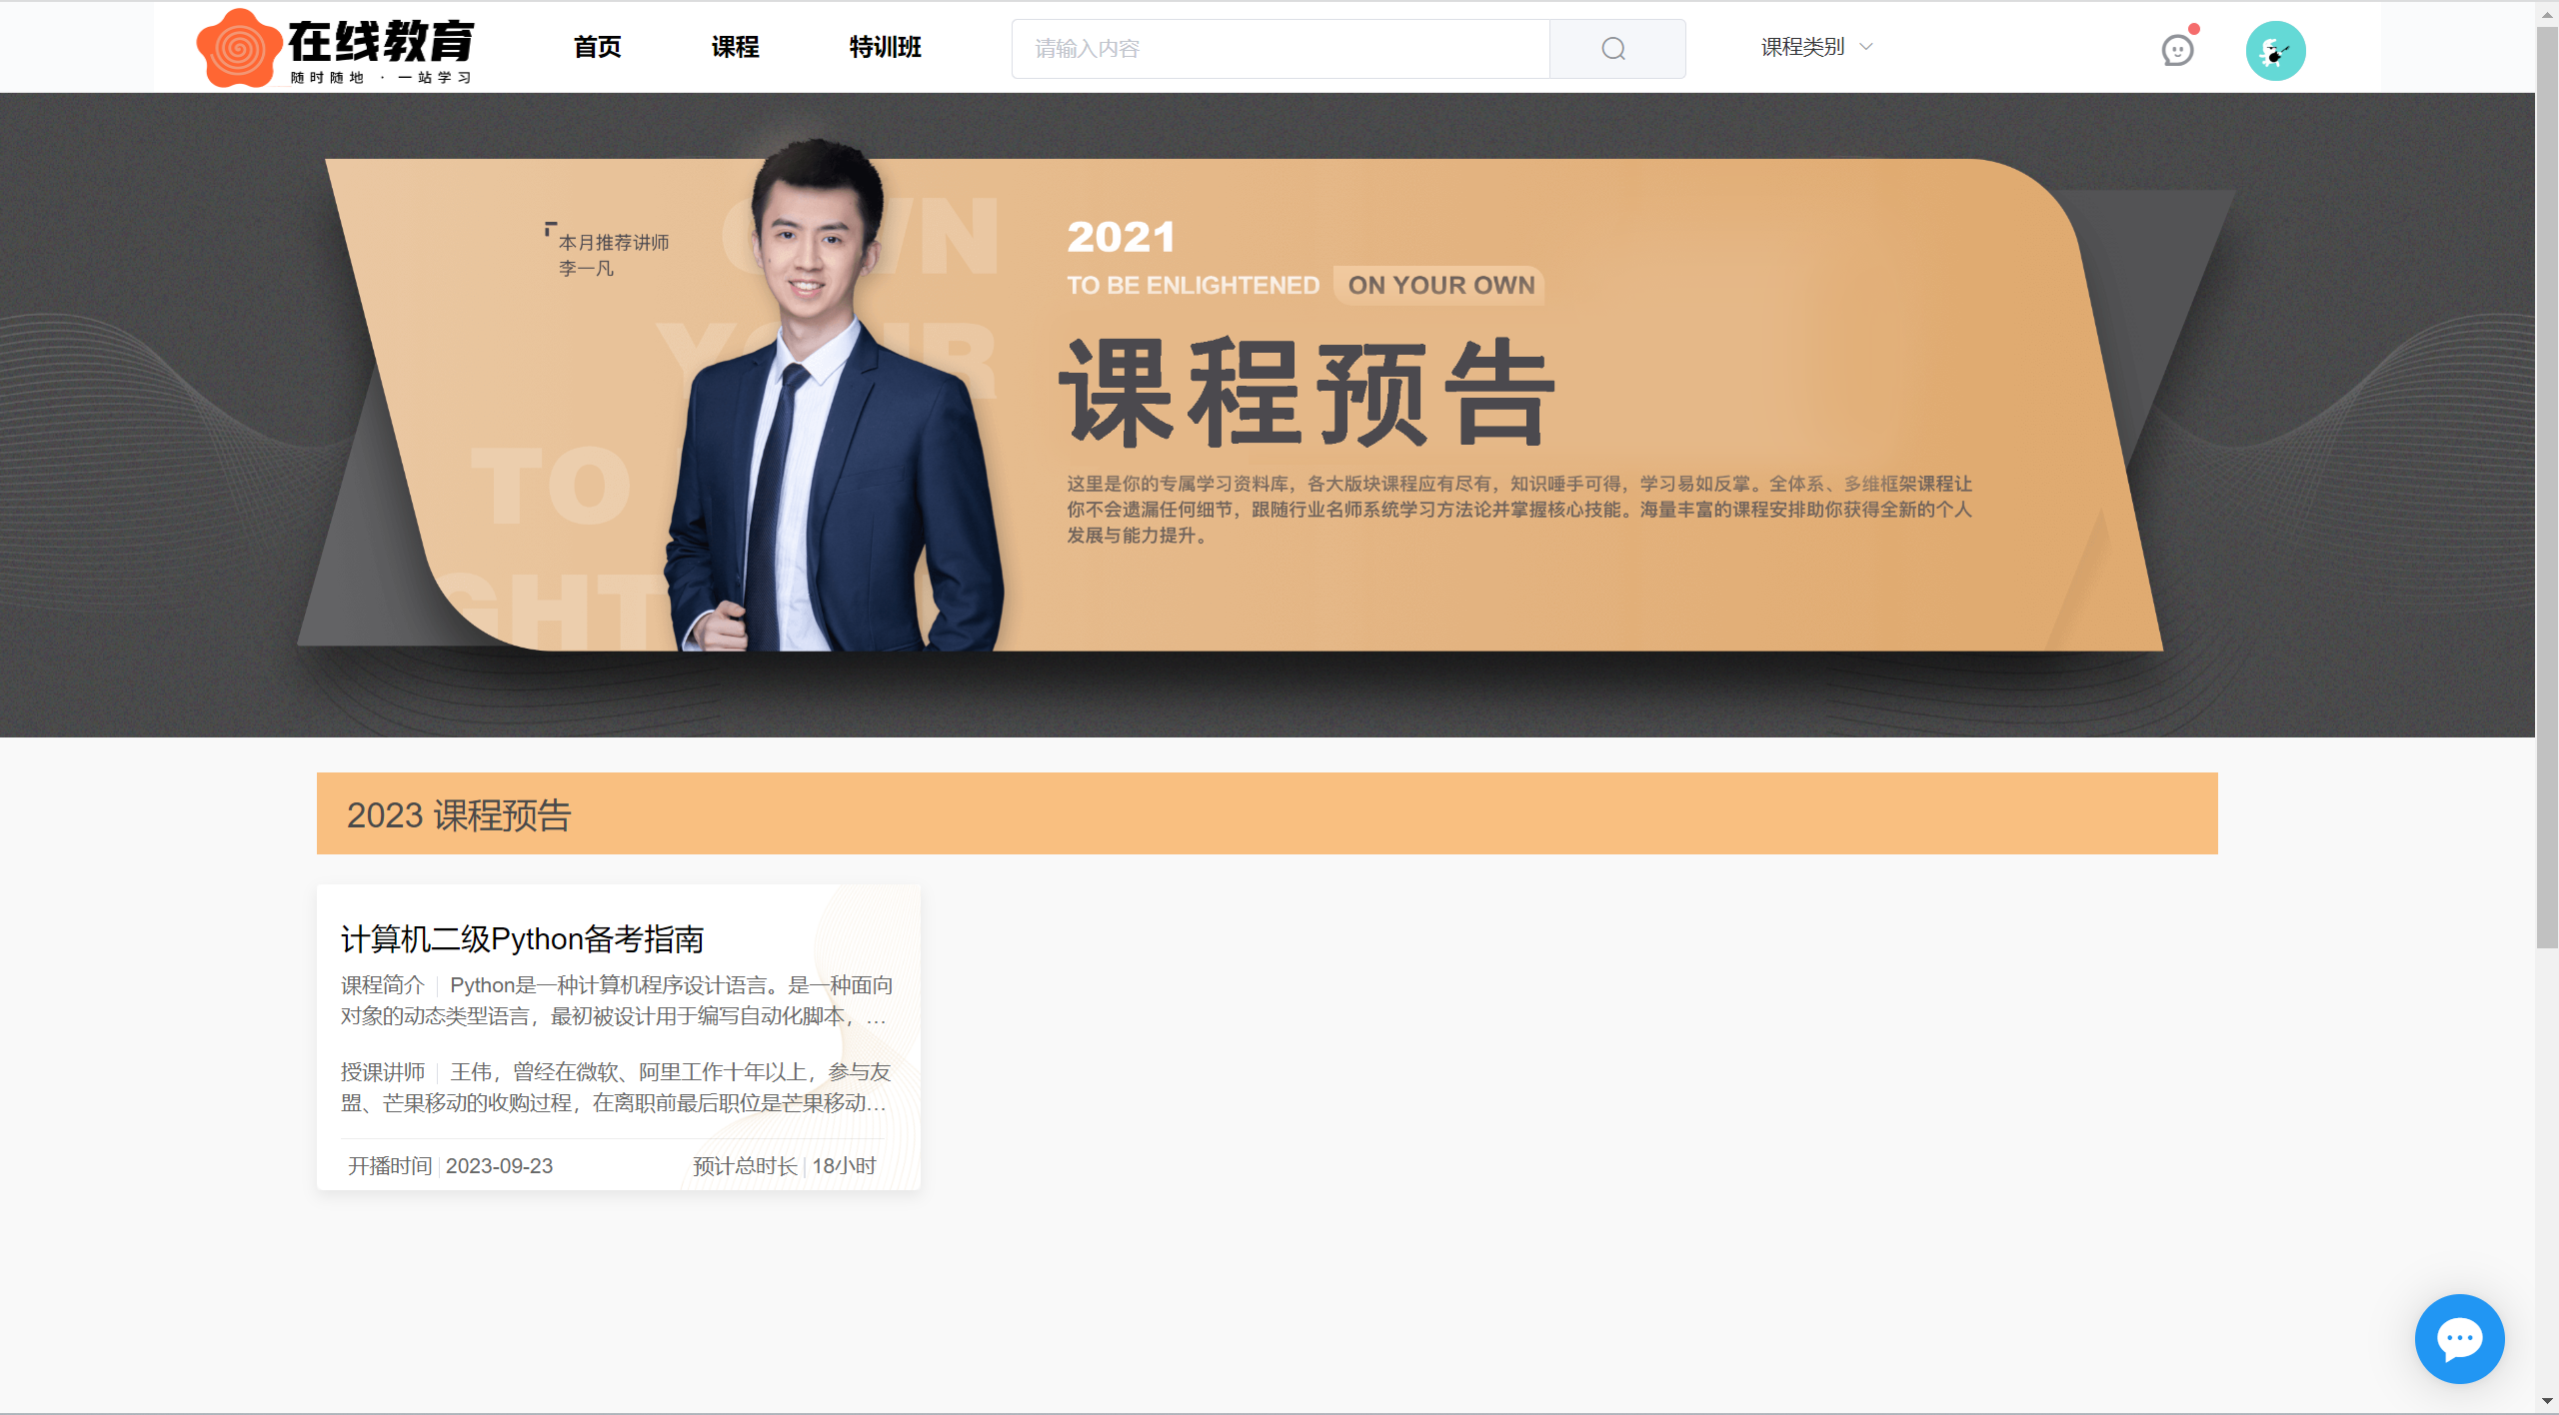 在线教育
随时随地 · 一站学习
首页
课程
特训班
请输入内容
课程类别
OWN
YOUR
TO
GHT
本月推荐讲师
李一凡
2021
TO BE ENLIGHTENED ON YOUR OWN
课程预告
这里是你的专属学习资料库，各大版块课程应有尽有，知识唾手可得，学习易如反掌。全体系、多维框架课程让
你不会遗漏任何细节，跟随行业名师系统学习方法论并掌握核心技能。海量丰富的课程安排助你获得全新的个人
发展与能力提升。
2023 课程预告
计算机二级Python备考指南
课程简介 | Python是一种计算机程序设计语言。是一种面向
对象的动态类型语言，最初被设计用于编写自动化脚本，…
授课讲师 | 王伟，曾经在微软、阿里工作十年以上，参与友
盟、芒果移动的收购过程，在离职前最后职位是芒果移动…
开播时间 | 2023-09-23
预计总时长 | 18小时